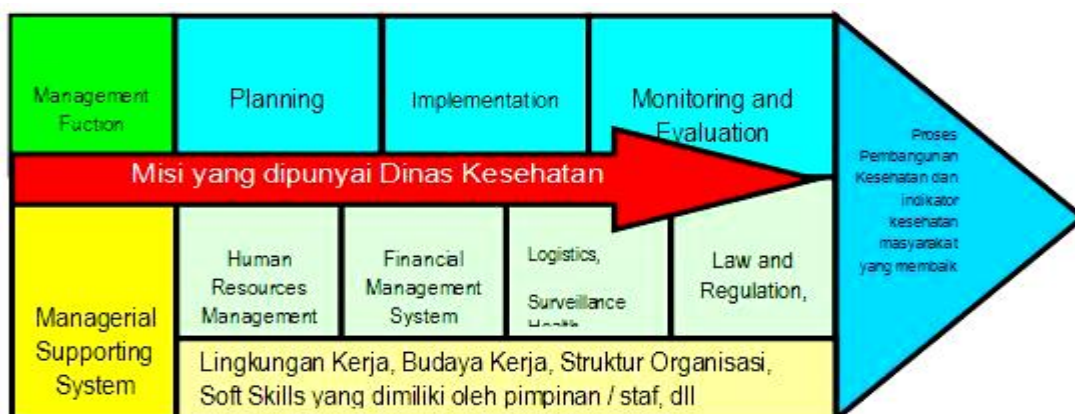 Management
Fuction
Planning
Implementation
Monitoring and
Evaluation
Misi yang dipunyai Dinas Kesehatan
Proses
Pembangunan
Kesehatan dan
indikator
kesehatan
masyarakat
yang membaik
Managerial
Supporting
System
Human
Resources
Management
Financial
Management
System
Logistics,
Surveillance
Health
Law and
Regulation,
Lingkungan Kerja, Budaya Kerja, Struktur Organisasi,
Soft Skills yang dimiliki oleh pimpinan / staf, dll